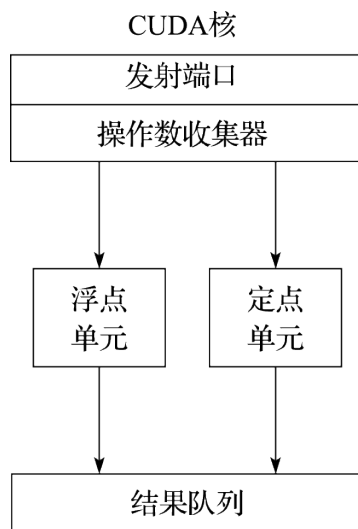 CUDA核
发射端口
操作数收集器
浮点
单元
定点
单元
结果队列